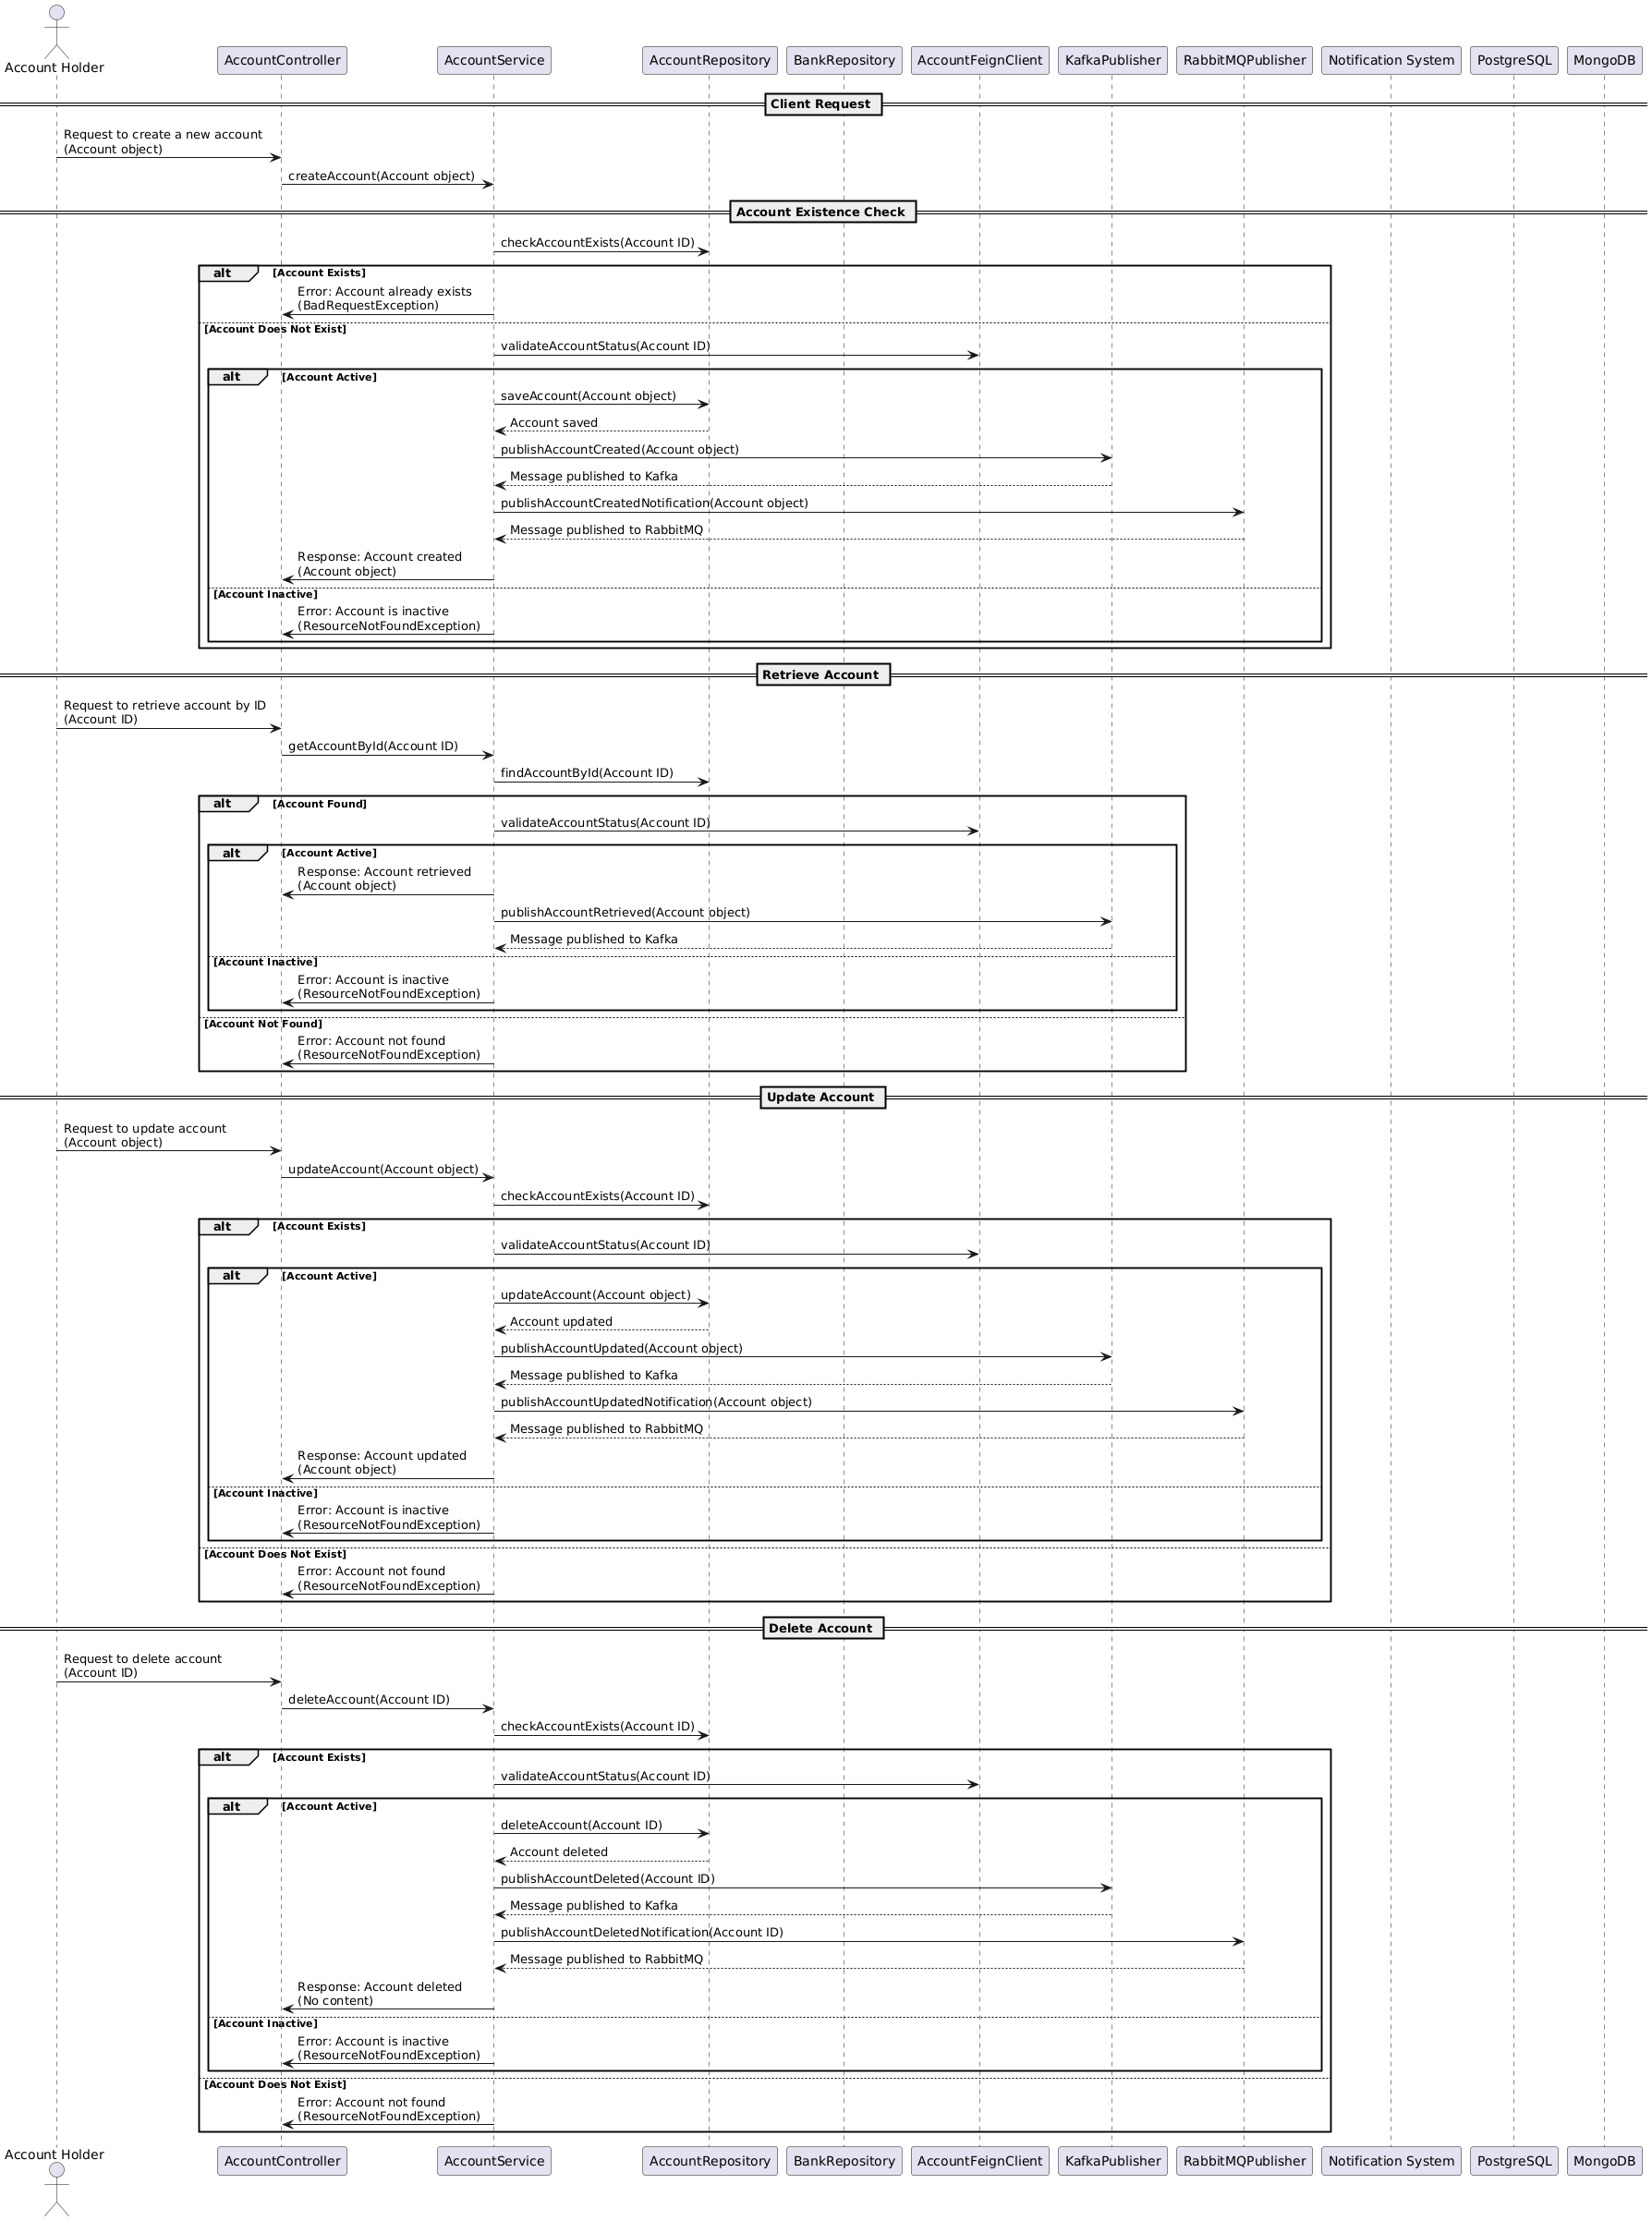 Account Holder
AccountController
AccountService
AccountRepository
BankRepository
AccountFeignClient
KafkaPublisher
RabbitMQPublisher
Notification System
PostgreSQL
MongoDB
Client Request
Request to create a new account
(Account object)
createAccount(Account object)
Account Existence Check
checkAccountExists(Account ID)
alt
[Account Exists]
Error: Account already exists
(BadRequestException)
[Account Does Not Exist]
validateAccountStatus(Account ID)
alt
[Account Active]
saveAccount(Account object)
Account saved
publishAccountCreated(Account object)
Message published to Kafka
publishAccountCreatedNotification(Account object)
Message published to RabbitMQ
Response: Account created
(Account object)
[Account Inactive]
Error: Account is inactive
(ResourceNotFoundException)
Retrieve Account
Request to retrieve account by ID
(Account ID)
getAccountById(Account ID)
findAccountById(Account ID)
alt
[Account Found]
validateAccountStatus(Account ID)
alt
[Account Active]
Response: Account retrieved
(Account object)
publishAccountRetrieved(Account object)
Message published to Kafka
[Account Inactive]
Error: Account is inactive
(ResourceNotFoundException)
[Account Not Found]
Error: Account not found
(ResourceNotFoundException)
Update Account
Request to update account
(Account object)
updateAccount(Account object)
checkAccountExists(Account ID)
alt
[Account Exists]
validateAccountStatus(Account ID)
alt
[Account Active]
updateAccount(Account object)
Account updated
publishAccountUpdated(Account object)
Message published to Kafka
publishAccountUpdatedNotification(Account object)
Message published to RabbitMQ
Response: Account updated
(Account object)
[Account Inactive]
Error: Account is inactive
(ResourceNotFoundException)
[Account Does Not Exist]
Error: Account not found
(ResourceNotFoundException)
Delete Account
Request to delete account
(Account ID)
deleteAccount(Account ID)
checkAccountExists(Account ID)
alt
[Account Exists]
validateAccountStatus(Account ID)
alt
[Account Active]
deleteAccount(Account ID)
Account deleted
publishAccountDeleted(Account ID)
Message published to Kafka
publishAccountDeletedNotification(Account ID)
Message published to RabbitMQ
Response: Account deleted
(No content)
[Account Inactive]
Error: Account is inactive
(ResourceNotFoundException)
[Account Does Not Exist]
Error: Account not found
(ResourceNotFoundException)
Account Holder
AccountController
AccountService
AccountRepository
BankRepository
AccountFeignClient
KafkaPublisher
RabbitMQPublisher
Notification System
PostgreSQL
MongoDB